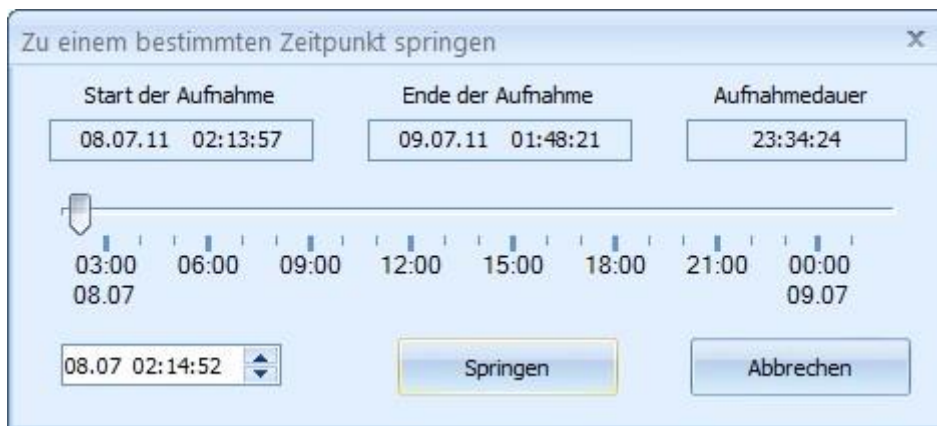 Zu einem bestimmten Zeitpunkt springen
Start der Aufnahme Ende der Aufnahme Aufnahmedauer
08.07.11 02:13:57 09.07.11 01:48:21 23:34:24
03:00 06:00 09:00 12:00 15:00 18:00 21:00 00:00
08.07 09.07
08.07 02:14:52 Springen Abbrechen